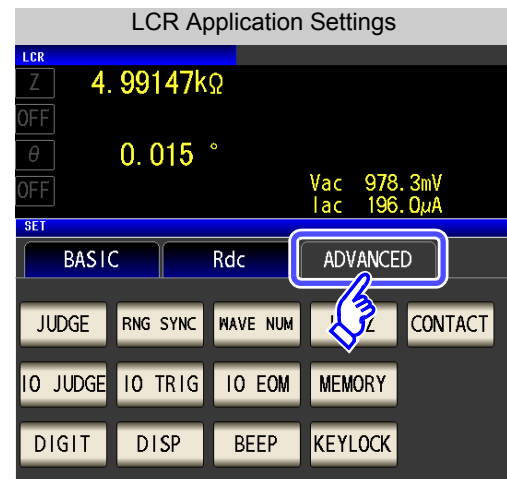 LCR Application Settings
LCR
Z 4.99147kΩ
OFF
θ 0.015 °
OFF
Vac 978.3mV
Iac 196.0μA
SET
BASIC Rdc ADVANCED
JUDGE RNG SYNC WAVE NUM Z CONTACT
IO JUDGE IO TRIG IO EOM MEMORY
DIGIT DISP BEEP KEYLOCK